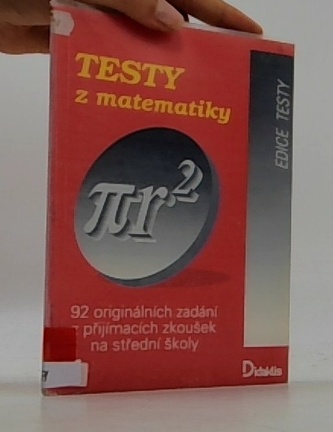 TESTY
z matematiky
EDICE TESTY
πr²
92 originálních zadání
z přijímacích zkoušek
na střední školy
Didaktis